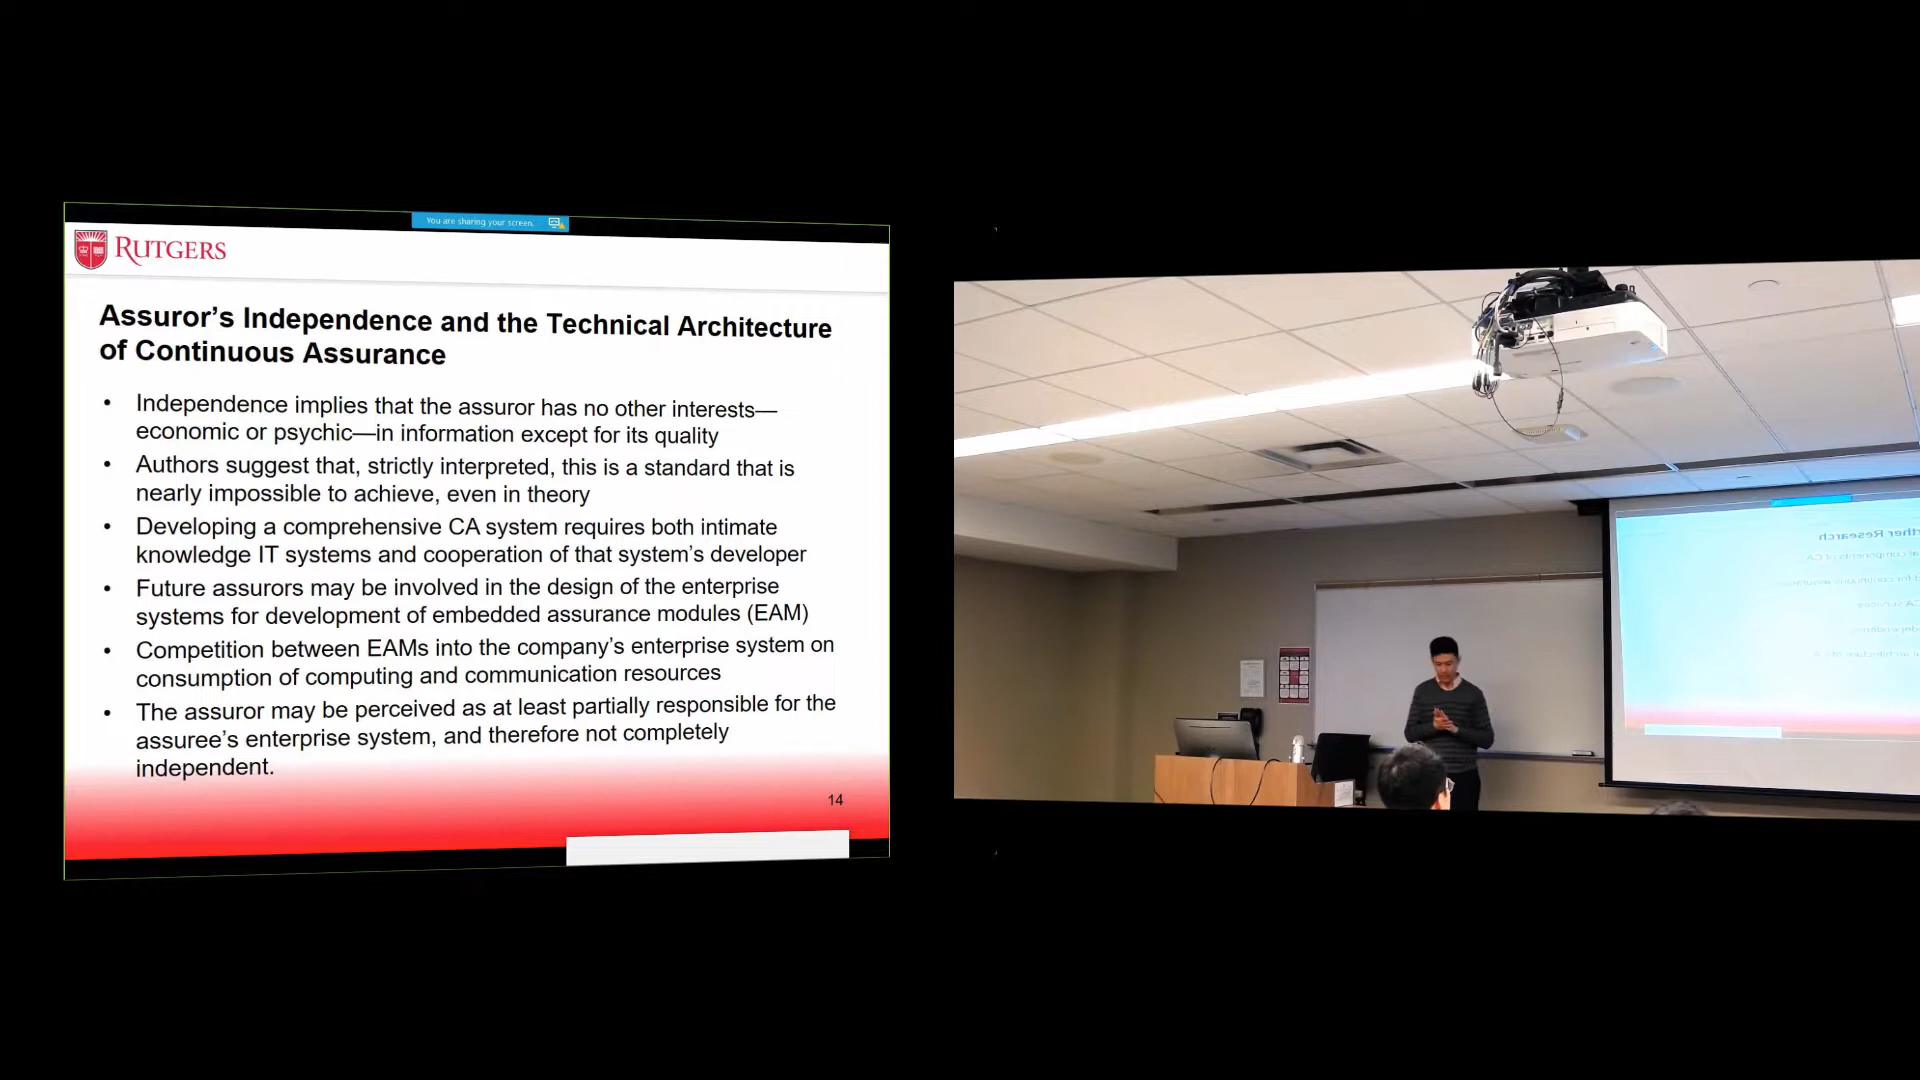 You are sharing your screen.
RUTGERS
Assuror’s Independence and the Technical Architecture
of Continuous Assurance
• Independence implies that the assuror has no other interests—
economic or psychic—in information except for its quality
• Authors suggest that, strictly interpreted, this is a standard that is
nearly impossible to achieve, even in theory
• Developing a comprehensive CA system requires both intimate
knowledge IT systems and cooperation of that system’s developer
• Future assurors may be involved in the design of the enterprise
systems for development of embedded assurance modules (EAM)
• Competition between EAMs into the company’s enterprise system on
consumption of computing and communication resources
• The assuror may be perceived as at least partially responsible for the
assuree’s enterprise system, and therefore not completely
independent.
14
Research
components of CA
CA services